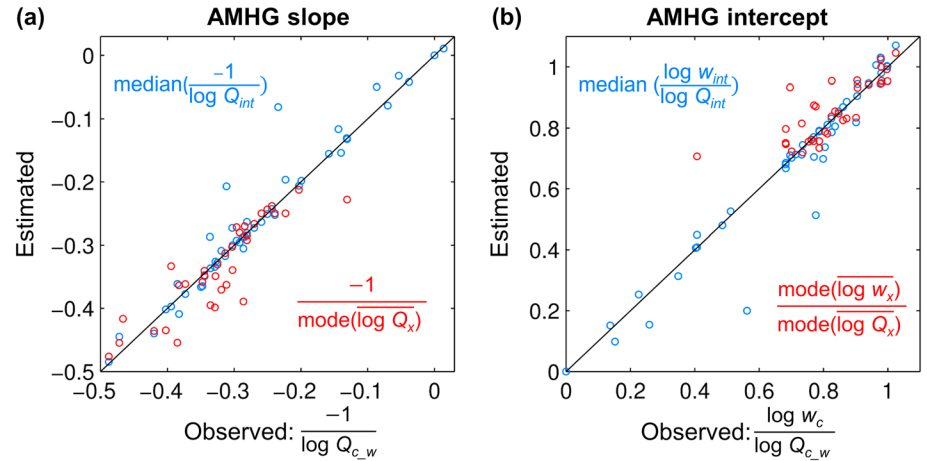 (a) AMHG slope
median(−1/log Q_int)
−1/mode(log Q_x)
Estimated
0
−0.1
−0.2
−0.3
−0.4
−0.5
−0.5 −0.4 −0.3 −0.2 −0.1 0
Observed: −1/log Q_c_w
(b) AMHG intercept
median (log w_int/log Q_int)
mode(log w_x)/mode(log Q_x)
Estimated
1
0.8
0.6
0.4
0.2
0
0 0.2 0.4 0.6 0.8 1
Observed: log w_c/log Q_c_w